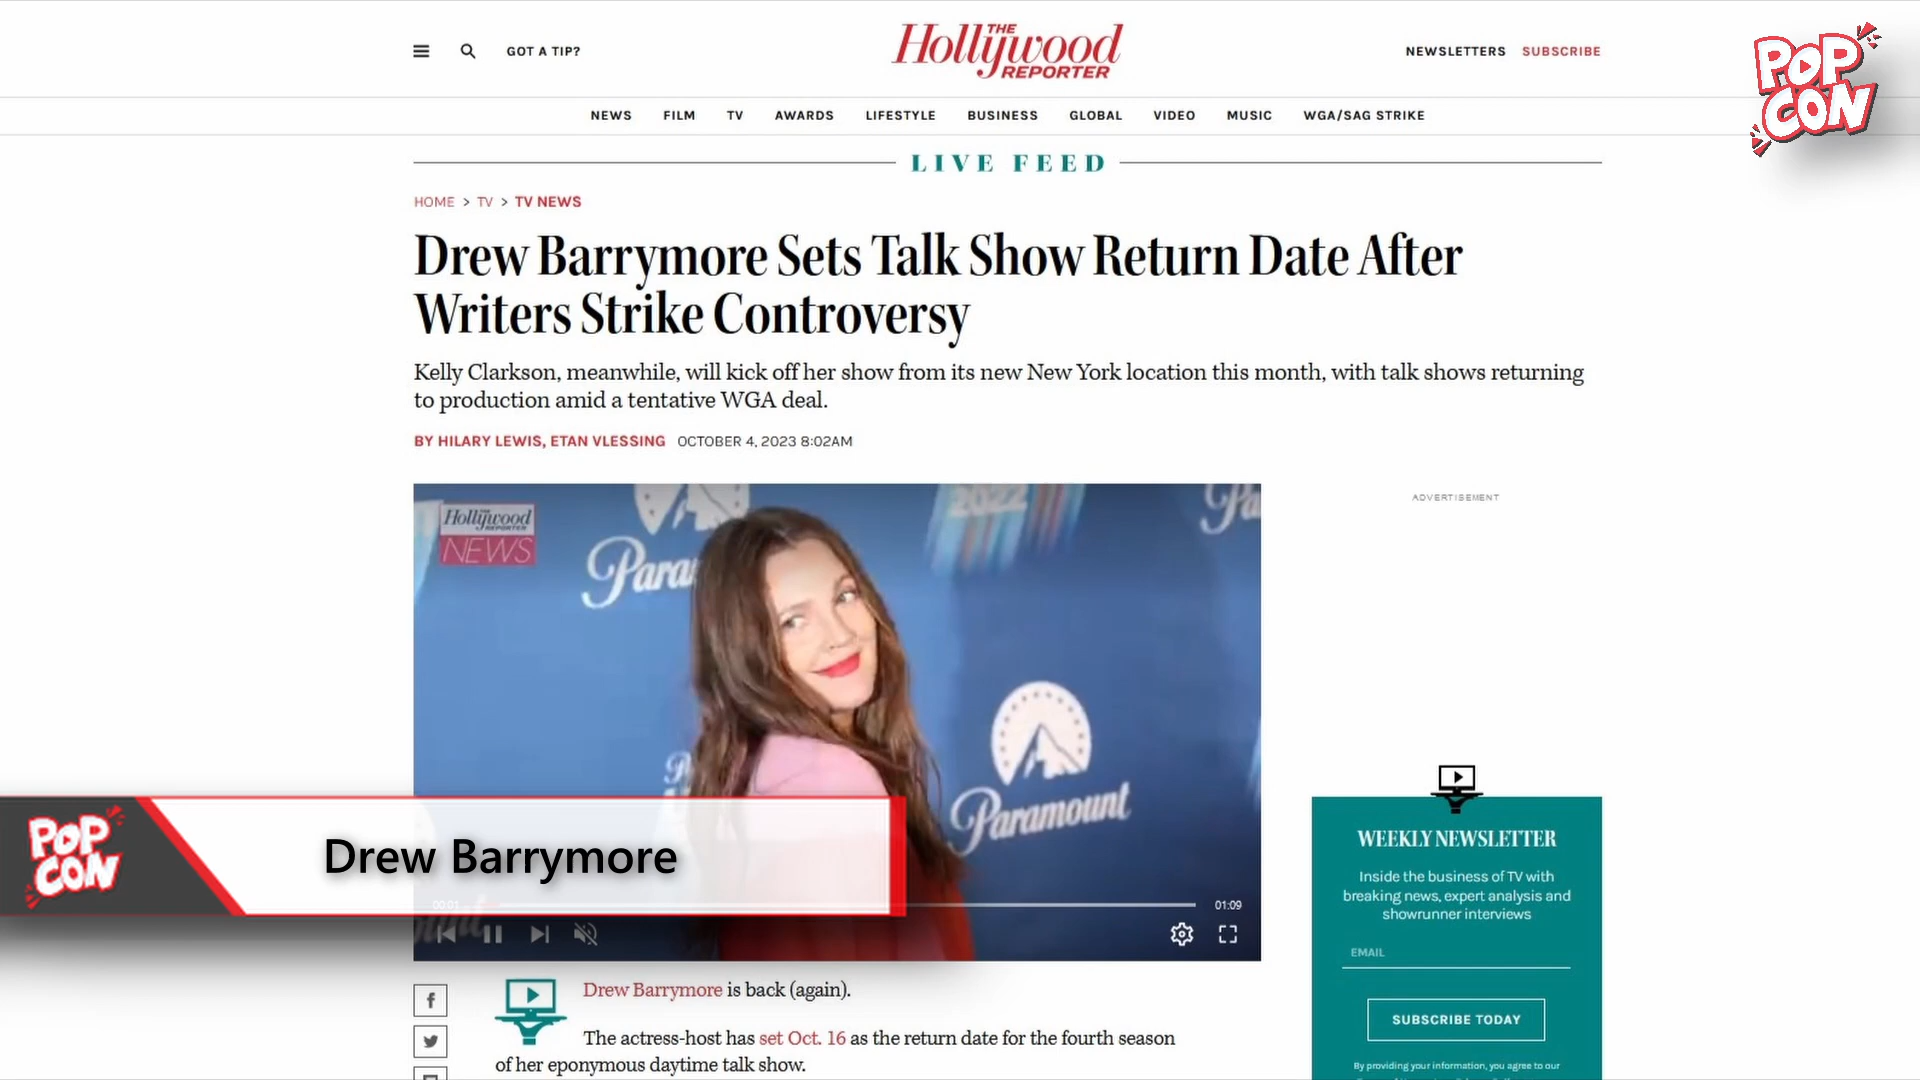 GOT A TIP?
THE
Hollywood
REPORTER
NEWSLETTERS SUBSCRIBE
POP
CON
NEWS FILM TV AWARDS LIFESTYLE BUSINESS GLOBAL VIDEO MUSIC WGA/SAG STRIKE
LIVE FEED
HOME > TV > TV NEWS
Drew Barrymore Sets Talk Show Return Date After
Writers Strike Controversy
Kelly Clarkson, meanwhile, will kick off her show from its new New York location this month, with talk shows returning
to production amid a tentative WGA deal.
BY HILARY LEWIS, ETAN VLESSING OCTOBER 4, 2023 8:02AM
ADVERTISEMENT
Hollywood
REPORTER
NEWS
2022
Pa
Para
Paramount
POP
CON
Drew Barrymore
00:01
01:09
WEEKLY NEWSLETTER
Inside the business of TV with
breaking news, expert analysis and
showrunner interviews
EMAIL
SUBSCRIBE TODAY
By providing your information, you agree to our
Drew Barrymore is back (again).
The actress-host has set Oct. 16 as the return date for the fourth season
of her eponymous daytime talk show.